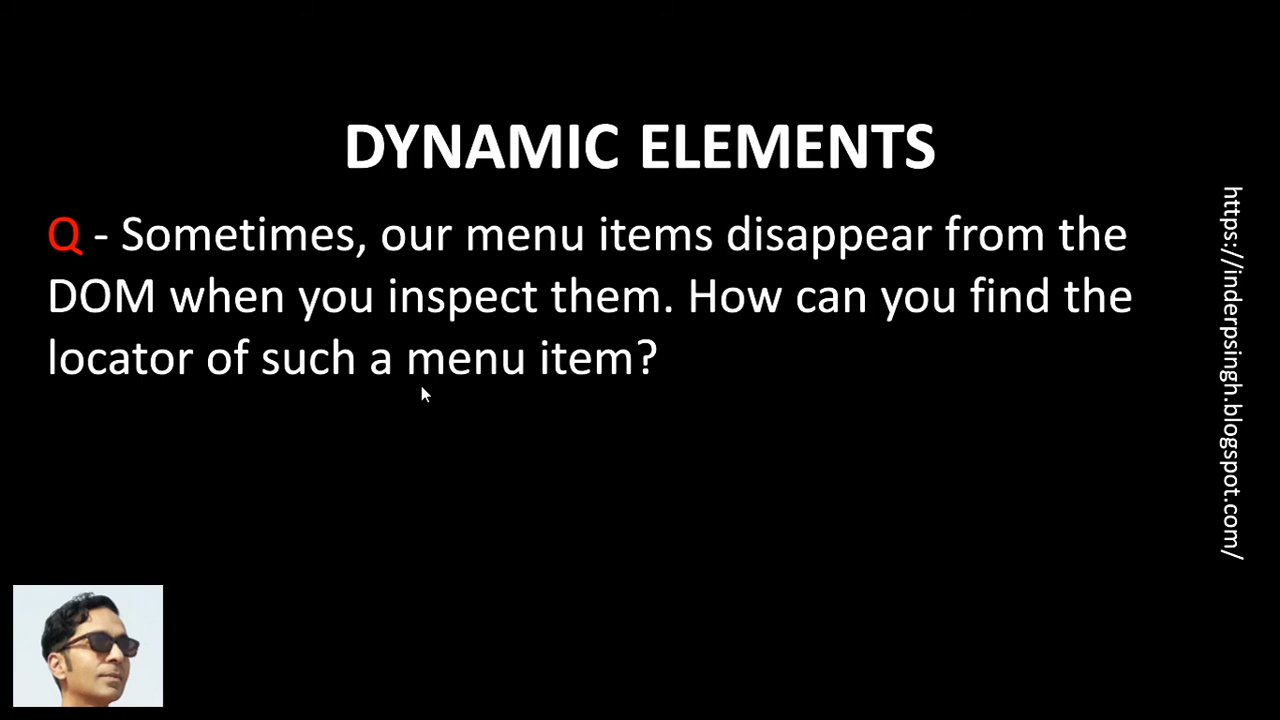 DYNAMIC ELEMENTS
Q - Sometimes, our menu items disappear from the
DOM when you inspect them. How can you find the
locator of such a menu item?
https://inderpsingh.blogspot.com/